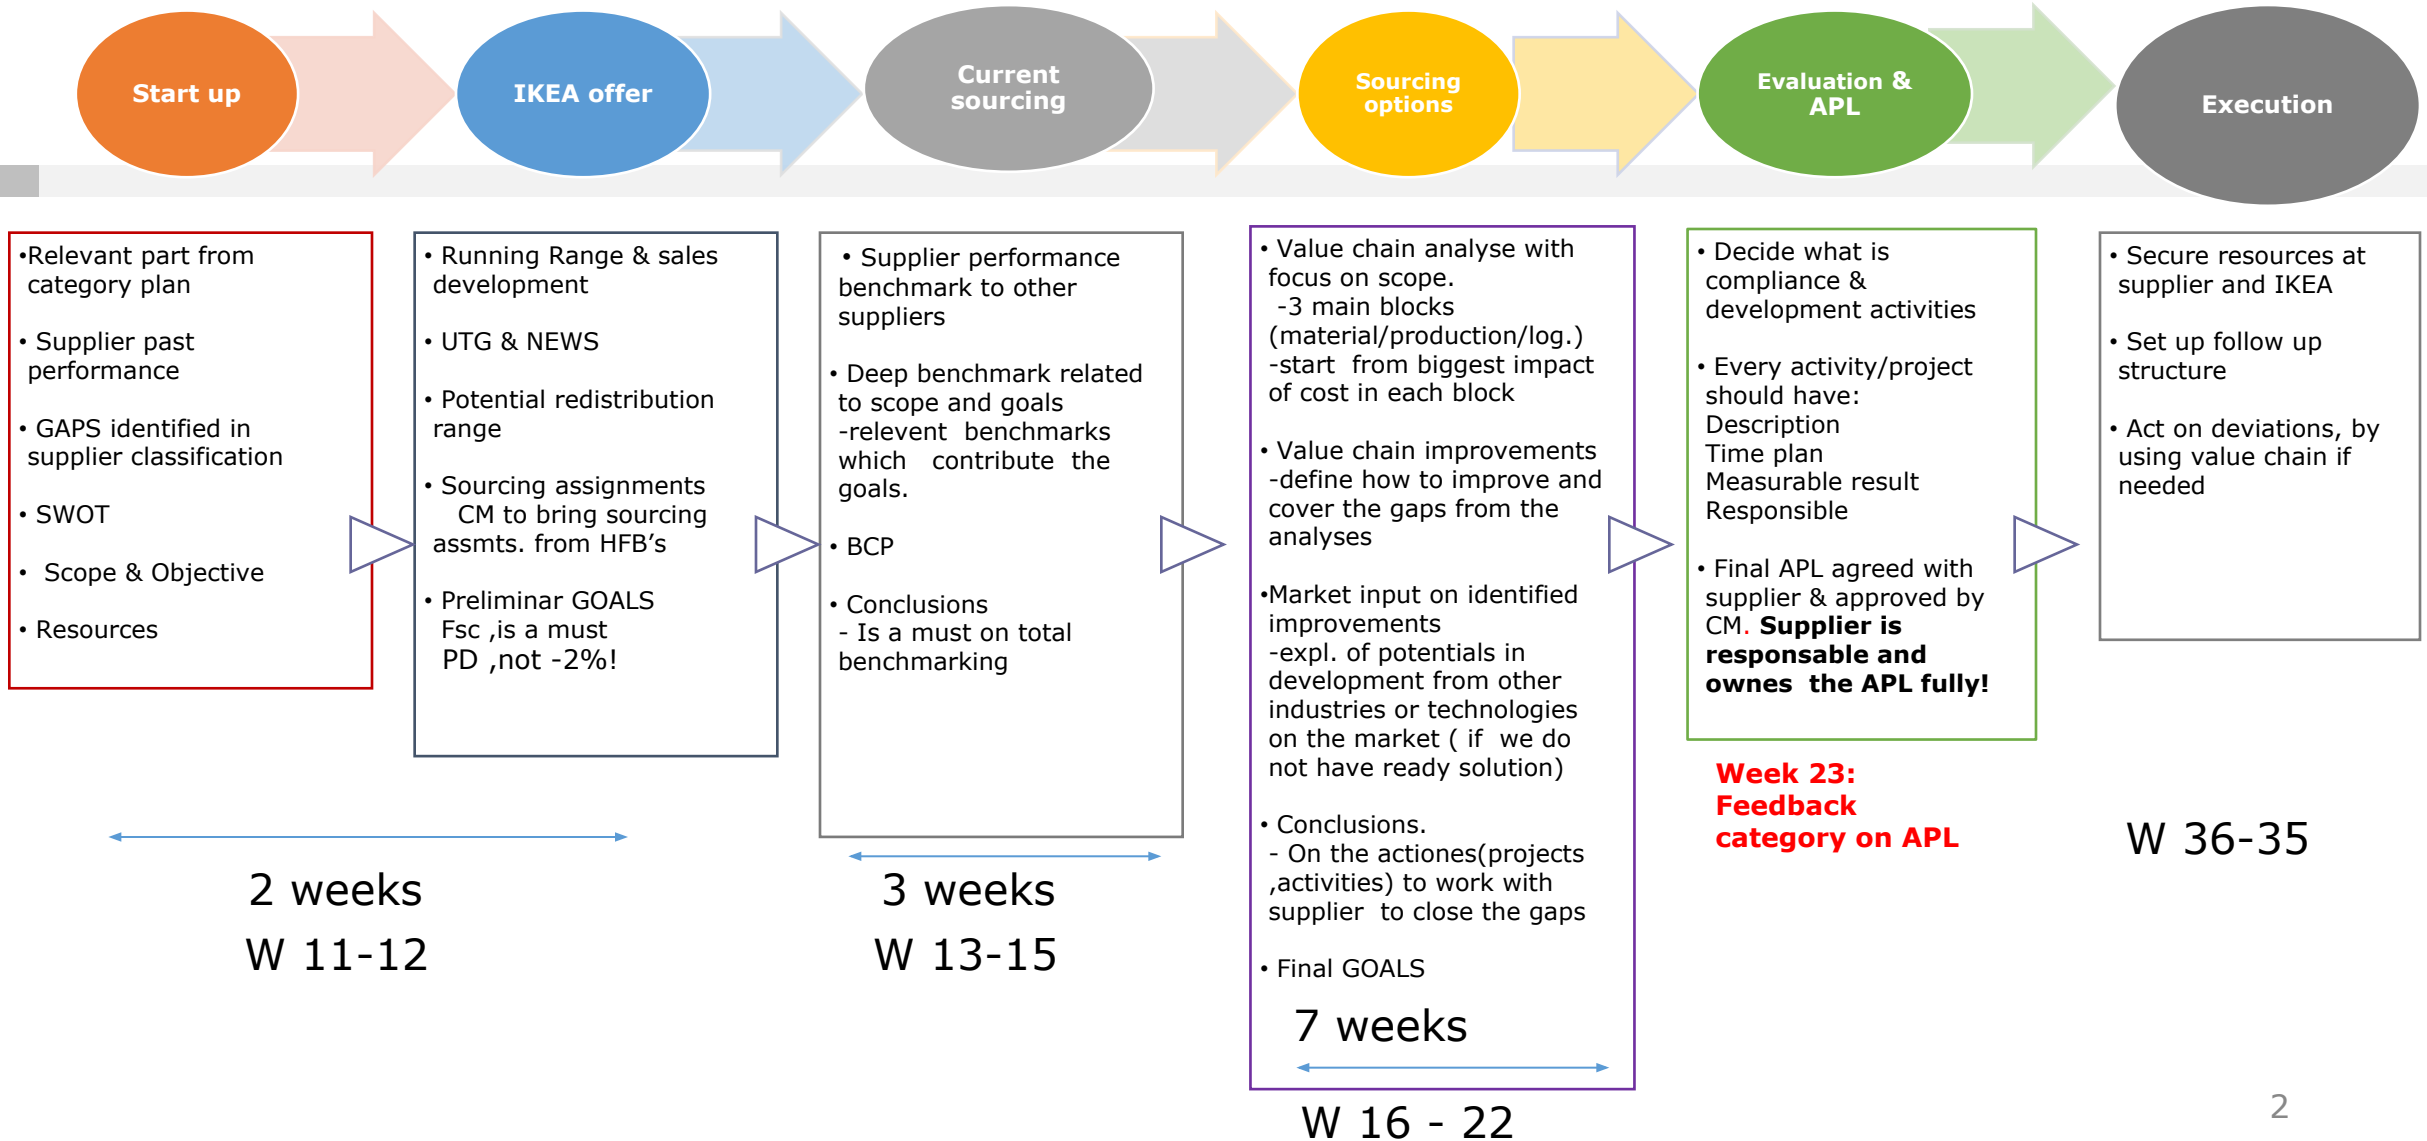 Start up
IKEA offer
Current
sourcing
Sourcing
options
Evaluation &
APL
Execution
•Relevant part from
category plan
• Supplier past
performance
• GAPS identified in
supplier classification
• SWOT
• Scope & Objective
• Resources
• Running Range & sales
development
• UTG & NEWS
• Potential redistribution
range
• Sourcing assignments
CM to bring sourcing
assmts. from HFB’s
• Preliminar GOALS
Fsc ,is a must
PD ,not -2%!
• Supplier performance
benchmark to other
suppliers
• Deep benchmark related
to scope and goals
-relevent benchmarks
which contribute the
goals.
• BCP
• Conclusions
- Is a must on total
benchmarking
• Value chain analyse with
focus on scope.
-3 main blocks
(material/production/log.)
-start from biggest impact
of cost in each block
• Value chain improvements
-define how to improve and
cover the gaps from the
analyses
•Market input on identified
improvements
-expl. of potentials in
development from other
industries or technologies
on the market ( if we do
not have ready solution)
• Conclusions.
- On the actiones(projects
,activities) to work with
supplier to close the gaps
• Final GOALS
• Decide what is
compliance &
development activities
• Every activity/project
should have:
Description
Time plan
Measurable result
Responsible
• Final APL agreed with
supplier & approved by
CM. Supplier is
responsable and
ownes the APL fully!
• Secure resources at
supplier and IKEA
• Set up follow up
structure
• Act on deviations, by
using value chain if
needed
2 weeks
W 11-12
3 weeks
W 13-15
7 weeks
W 16 - 22
Week 23:
Feedback
category on APL
W 36-35
2